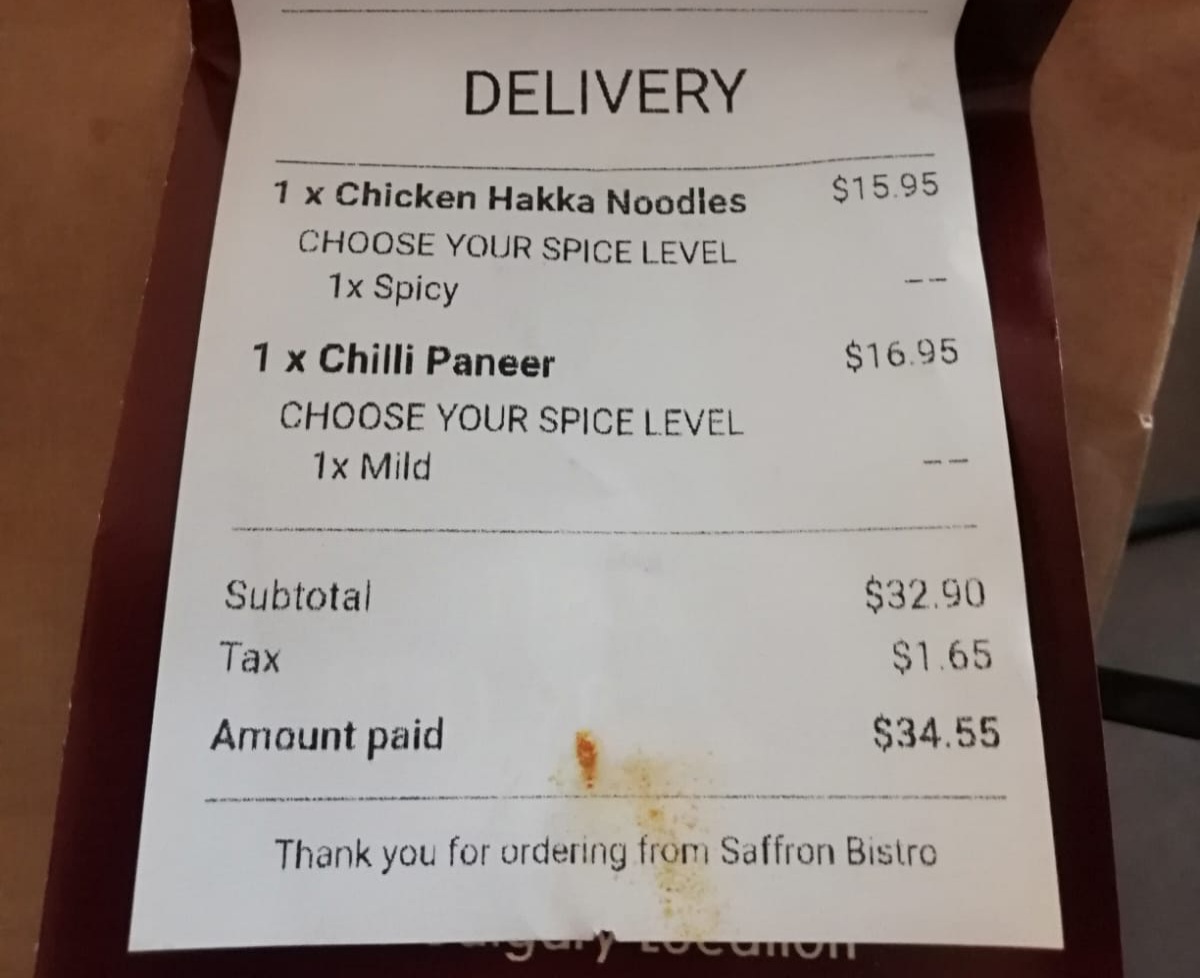 DELIVERY
1 x Chicken Hakka Noodles $15.95
CHOOSE YOUR SPICE LEVEL
1x Spicy --
1 x Chilli Paneer $16.95
CHOOSE YOUR SPICE LEVEL
1x Mild --
Subtotal $32.90
Tax $1.65
Amount paid $34.55
Thank you for ordering from Saffron Bistro
Location